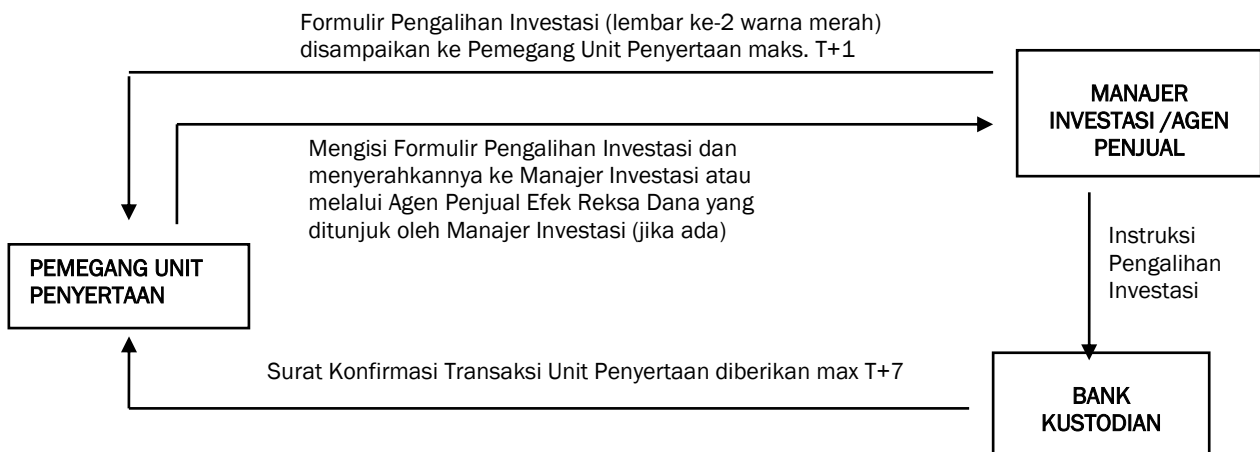 Formulir Pengalihan Investasi (lembar ke-2 warna merah)
disampaikan ke Pemegang Unit Penyertaan maks. T+1
MANAJER
INVESTASI /AGEN
PENJUAL
Mengisi Formulir Pengalihan Investasi dan
menyerahkannya ke Manajer Investasi atau
melalui Agen Penjual Efek Reksa Dana yang
ditunjuk oleh Manajer Investasi (jika ada)
Instruksi
Pengalihan
Investasi
PEMEGANG UNIT
PENYERTAAN
Surat Konfirmasi Transaksi Unit Penyertaan diberikan max T+7
BANK
KUSTODIAN